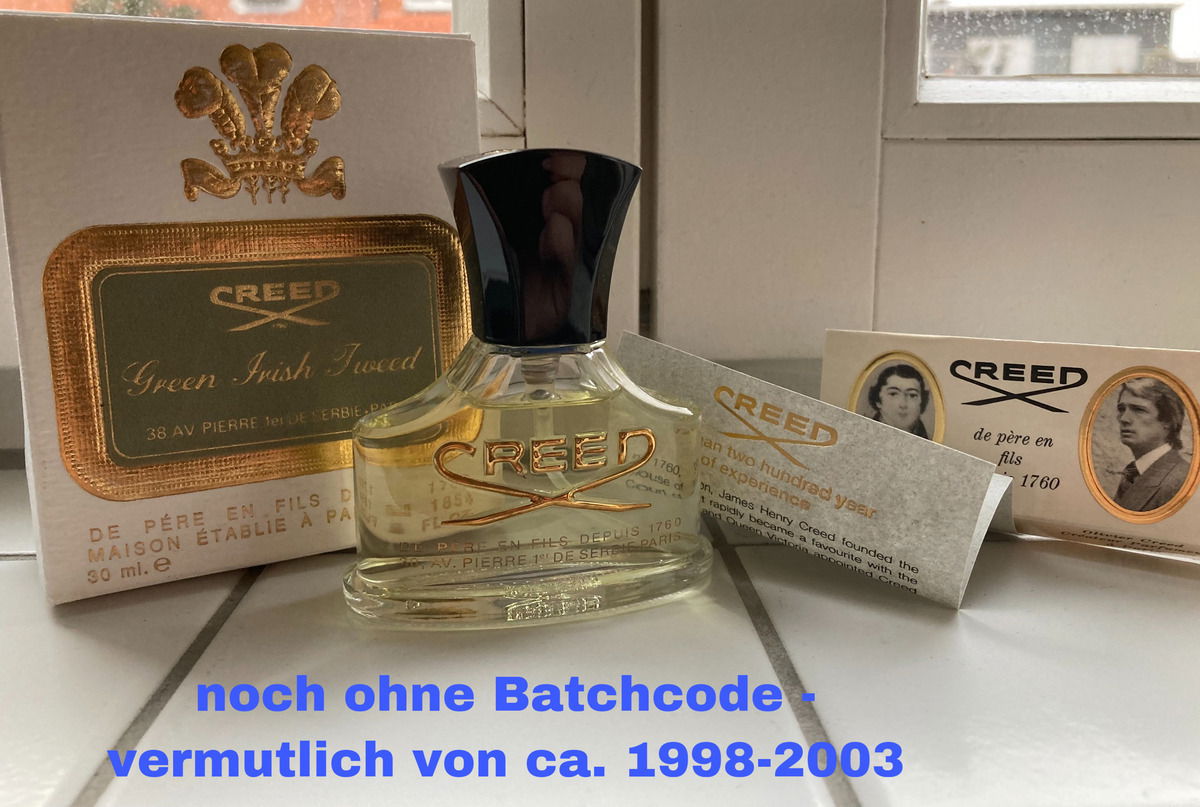 CREED
Green Irish Tweed
38 AV PIERRE 1er DE SERBIE-PAR
DE PÉRE EN FILS D
MAISON ÉTABLIE A PA
30 ml. e
CREED
DE PÈRE EN FILS DEPUIS 1760
AV. PIERRE 1er DE SERBIE-PARIS
CREED
an two hundred year
of experience
on, James Henry Creed founded the
t rapidly became a favourite with the
and Queen Victoria appointed Creed
CREED
de père en
fils
1760
noch ohne Batchcode -
vermutlich von ca. 1998-2003